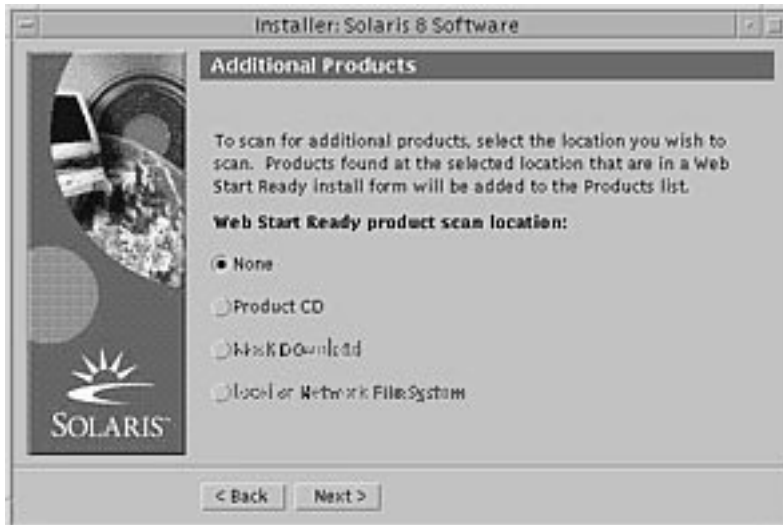 Installer: Solaris 8 Software
Additional Products
To scan for additional products, select the location you wish to
scan. Products found at the selected location that are in a Web
Start Ready install form will be added to the Products list.
Web Start Ready product scan location:
None
Product CD
Download
Local or Network File System
SOLARIS™
< Back
Next >